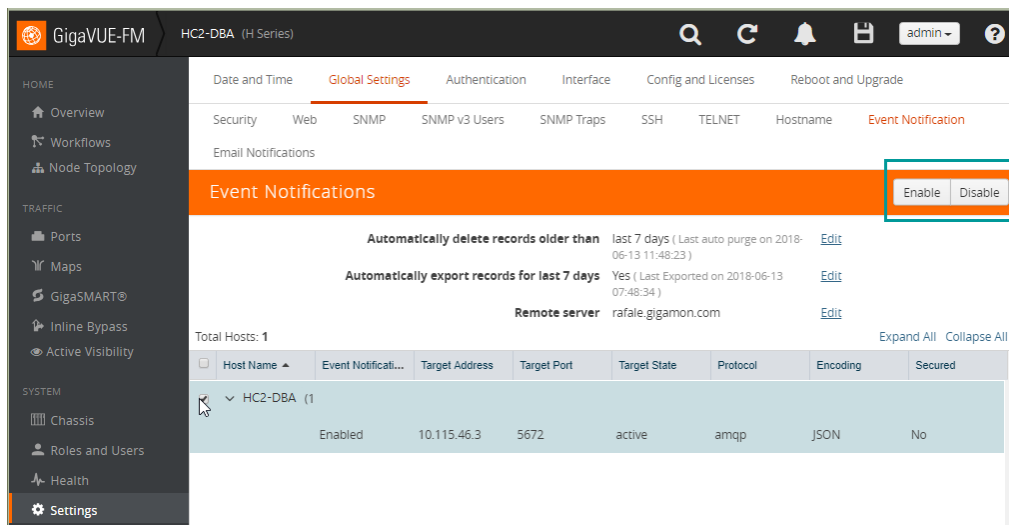 GigaVUE-FM
HC2-DBA (H Series)
admin
?
HOME
Overview
Workflows
Node Topology
TRAFFIC
Ports
Maps
GigaSMART®
Inline Bypass
Active Visibility
SYSTEM
Chassis
Roles and Users
Health
Settings
Date and Time Global Settings Authentication Interface Config and Licenses Reboot and Upgrade
Security Web SNMP SNMP v3 Users SNMP Traps SSH TELNET Hostname Event Notification
Email Notifications
Event Notifications
Enable Disable
Automatically delete records older than last 7 days ( Last auto purge on 2018-
06-13 11:48:23 )
Edit
Automatically export records for last 7 days Yes ( Last Exported on 2018-06-13
07:48:34 )
Edit
Remote server rafale.gigamon.com Edit
Total Hosts: 1
Expand All Collapse All
Host Name Event Notificati... Target Address Target Port Target State Protocol Encoding Secured
HC2-DBA (1
Enabled 10.115.46.3 5672 active amqp JSON No